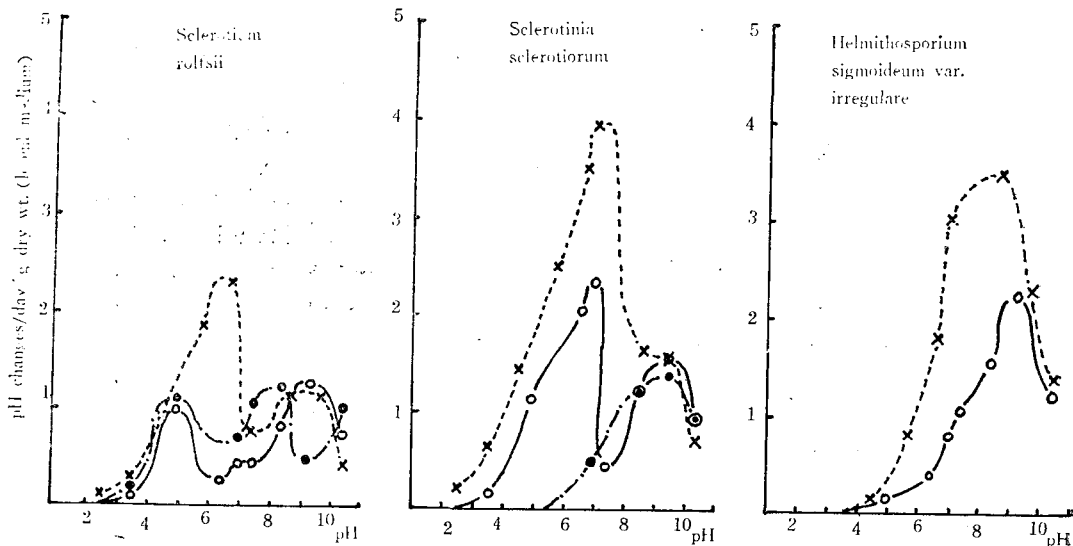 5
4
3
2
1
rolfsii
2 4 6 8 10
pH
Sclerotinia
sclerotiorum
5
4
3
2
1
2 4 6 8 10
pH
Helmithosporium
sigmoideum var.
irregulare
5
4
3
2
1
2 4 6 8 10
pH
pH changes/day/g dry wt.